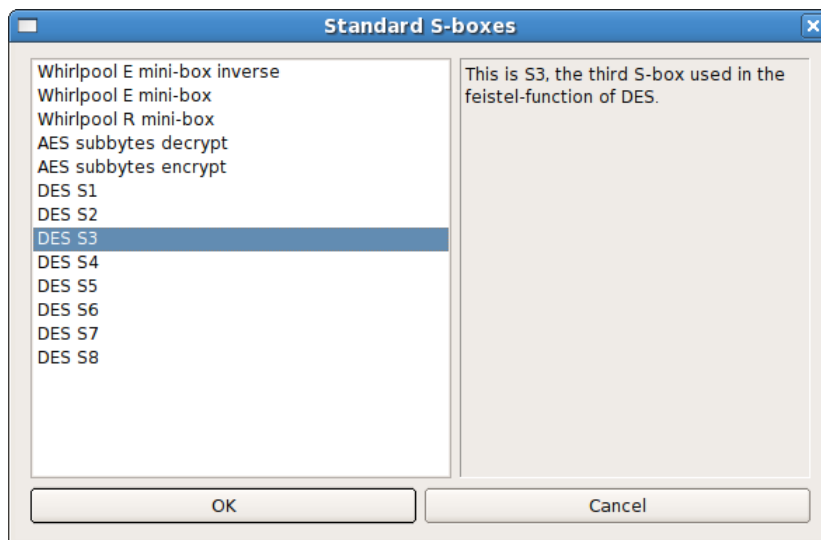 Standard S-boxes
Whirlpool E mini-box inverse
Whirlpool E mini-box
Whirlpool R mini-box
AES subbytes decrypt
AES subbytes encrypt
DES S1
DES S2
DES S3
DES S4
DES S5
DES S6
DES S7
DES S8
This is S3, the third S-box used in the
feistel-function of DES.
OK
Cancel